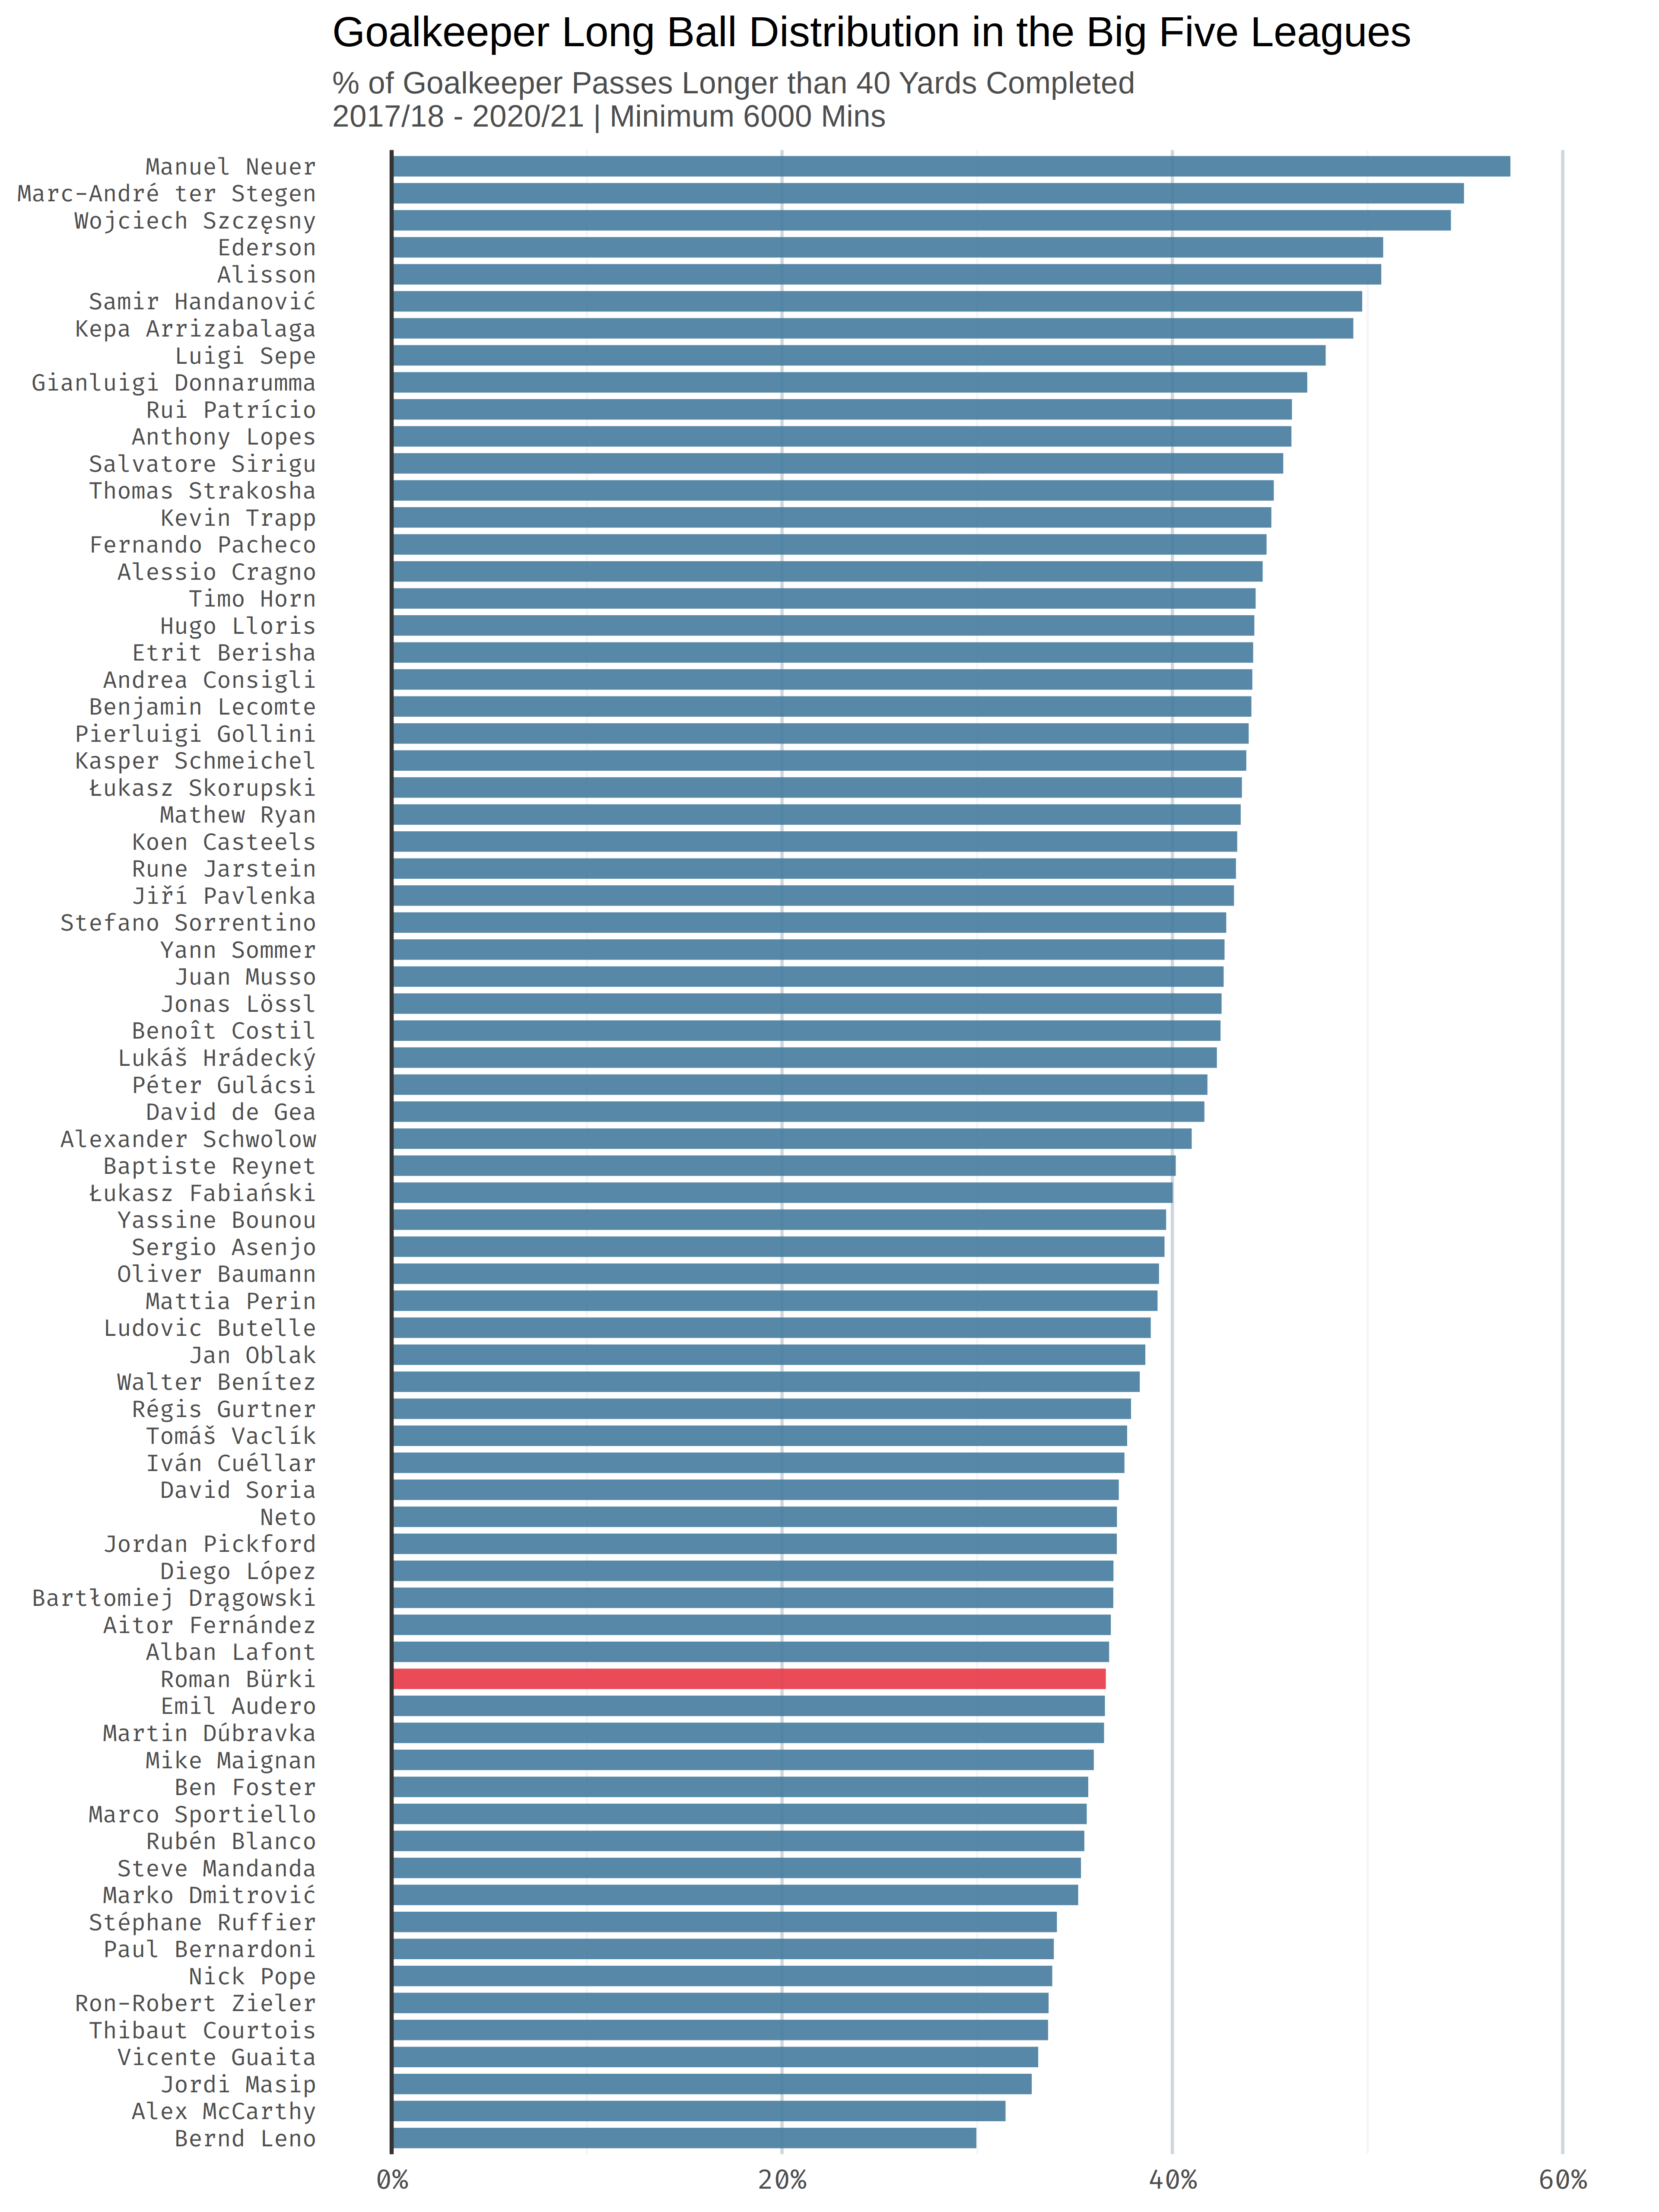 Goalkeeper Long Ball Distribution in the Big Five Leagues
% of Goalkeeper Passes Longer than 40 Yards Completed
2017/18 - 2020/21 | Minimum 6000 Mins
Manuel Neuer
Marc-André ter Stegen
Wojciech Szczęsny
Ederson
Alisson
Samir Handanović
Kepa Arrizabalaga
Luigi Sepe
Gianluigi Donnarumma
Rui Patrício
Anthony Lopes
Salvatore Sirigu
Thomas Strakosha
Kevin Trapp
Fernando Pacheco
Alessio Cragno
Timo Horn
Hugo Lloris
Etrit Berisha
Andrea Consigli
Benjamin Lecomte
Pierluigi Gollini
Kasper Schmeichel
Łukasz Skorupski
Mathew Ryan
Koen Casteels
Rune Jarstein
Jiří Pavlenka
Stefano Sorrentino
Yann Sommer
Juan Musso
Jonas Lössl
Benoît Costil
Lukáš Hrádecký
Péter Gulácsi
David de Gea
Alexander Schwolow
Baptiste Reynet
Łukasz Fabiański
Yassine Bounou
Sergio Asenjo
Oliver Baumann
Mattia Perin
Ludovic Butelle
Jan Oblak
Walter Benítez
Régis Gurtner
Tomáš Vaclík
Iván Cuéllar
David Soria
Neto
Jordan Pickford
Diego López
Bartłomiej Drągowski
Aitor Fernández
Alban Lafont
Roman Bürki
Emil Audero
Martin Dúbravka
Mike Maignan
Ben Foster
Marco Sportiello
Rubén Blanco
Steve Mandanda
Marko Dmitrović
Stéphane Ruffier
Paul Bernardoni
Nick Pope
Ron-Robert Zieler
Thibaut Courtois
Vicente Guaita
Jordi Masip
Alex McCarthy
Bernd Leno
0% 20% 40% 60%